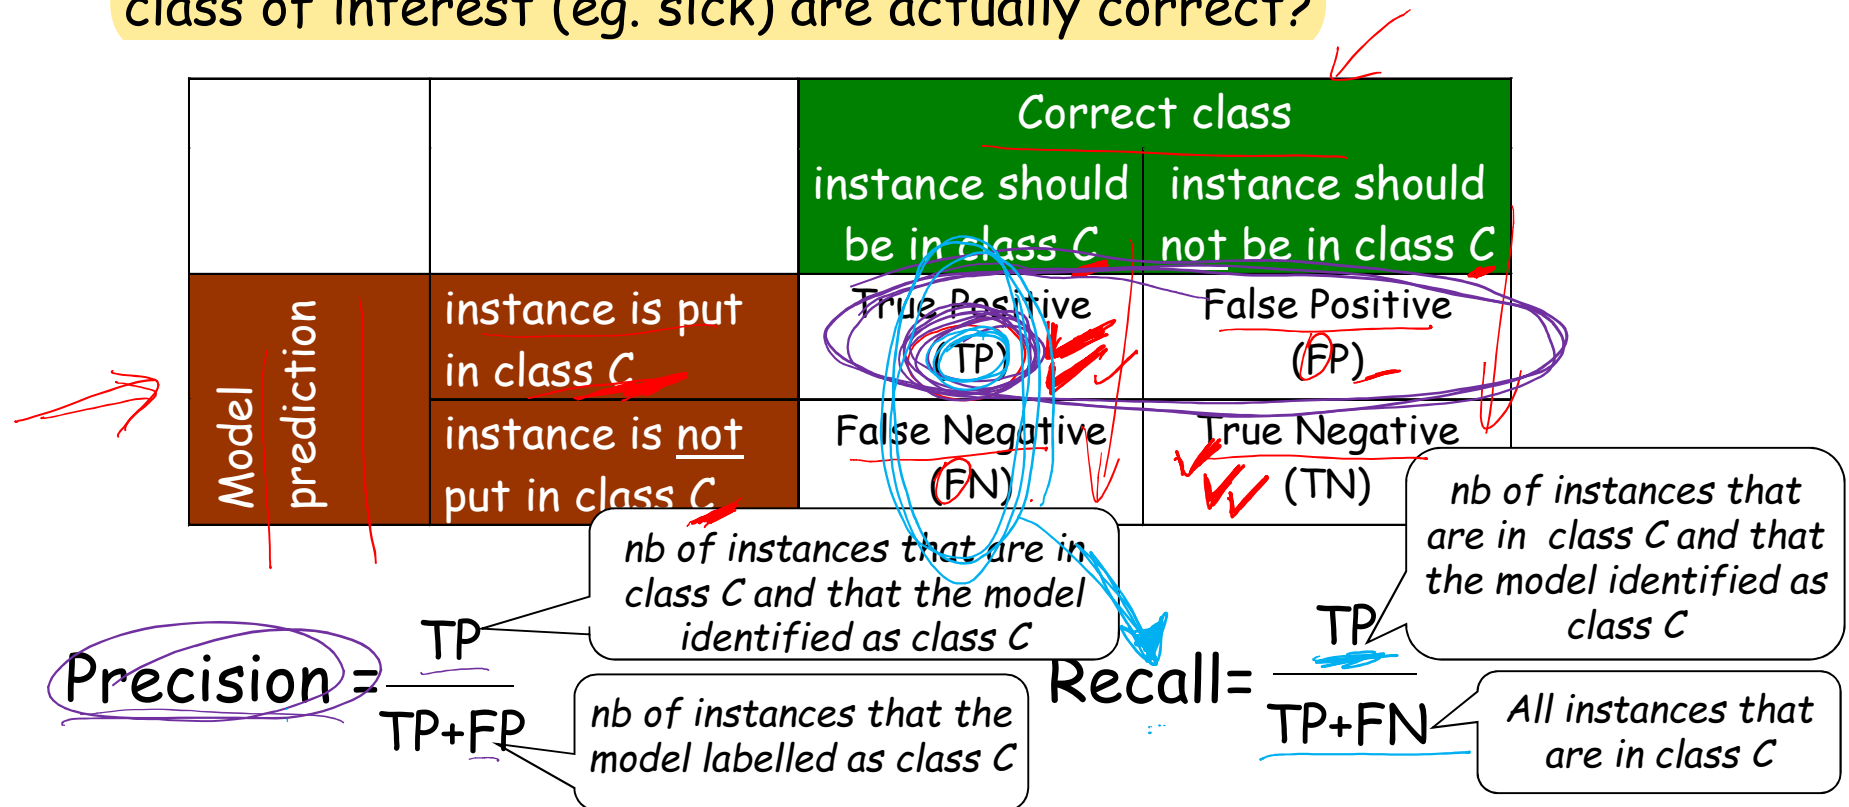 class of interest (eg. sick) are actually correct?
Correct class
instance should
be in class C
instance should
not be in class C
Model
prediction
instance is put
in class C
True Positive
(TP)
False Positive
(FP)
instance is not
put in class C
False Negative
(FN)
True Negative
(TN)
nb of instances that are in
class C and that the model
identified as class C
nb of instances that
are in class C and that
the model identified as
class C
Precision =
TP
TP+FP
nb of instances that the
model labelled as class C
Recall=
TP
TP+FN
All instances that
are in class C